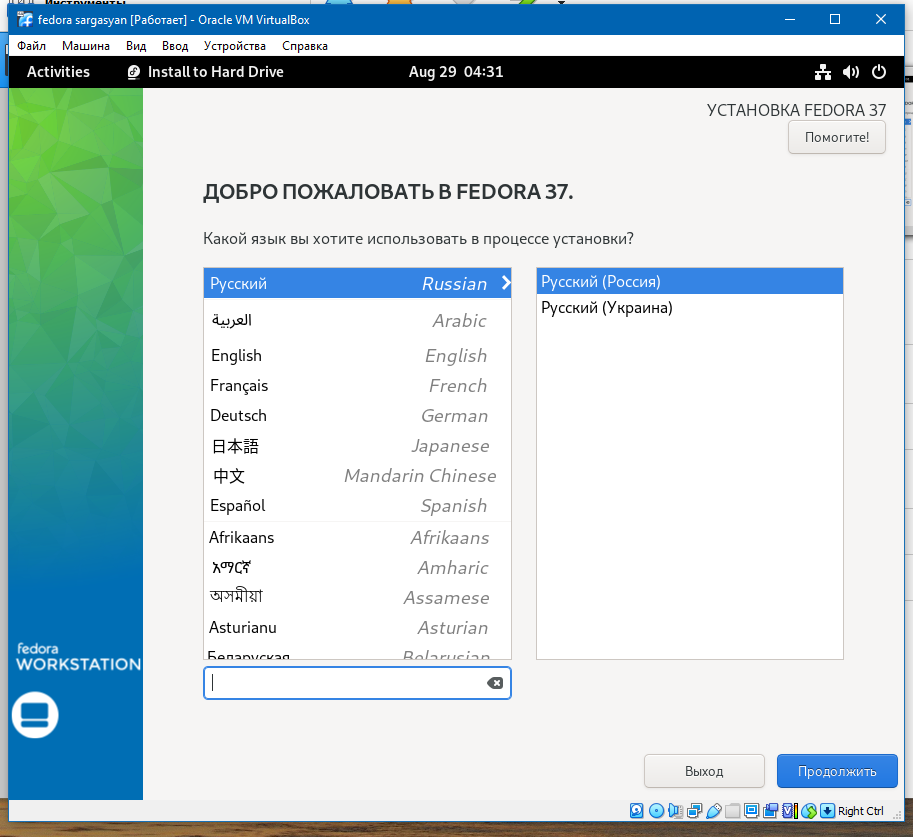 Инструменты
fedora sargasyan [Работает] - Oracle VM VirtualBox
Файл Машина Вид Ввод Устройства Справка
Activities Install to Hard Drive Aug 29 04:31
УСТАНОВКА FEDORA 37
Помогите!
ДОБРО ПОЖАЛОВАТЬ В FEDORA 37.
Какой язык вы хотите использовать в процессе установки?
Русский Russian
العربية Arabic
English English
Français French
Deutsch German
日本語 Japanese
中文 Mandarin Chinese
Español Spanish
Afrikaans Afrikaans
አማርኛ Amharic
অসমীয়া Assamese
Asturianu Asturian
Беларуская Belarusian
Русский (Россия)
Русский (Украина)
fedora
WORKSTATION
Выход Продолжить
Right Ctrl